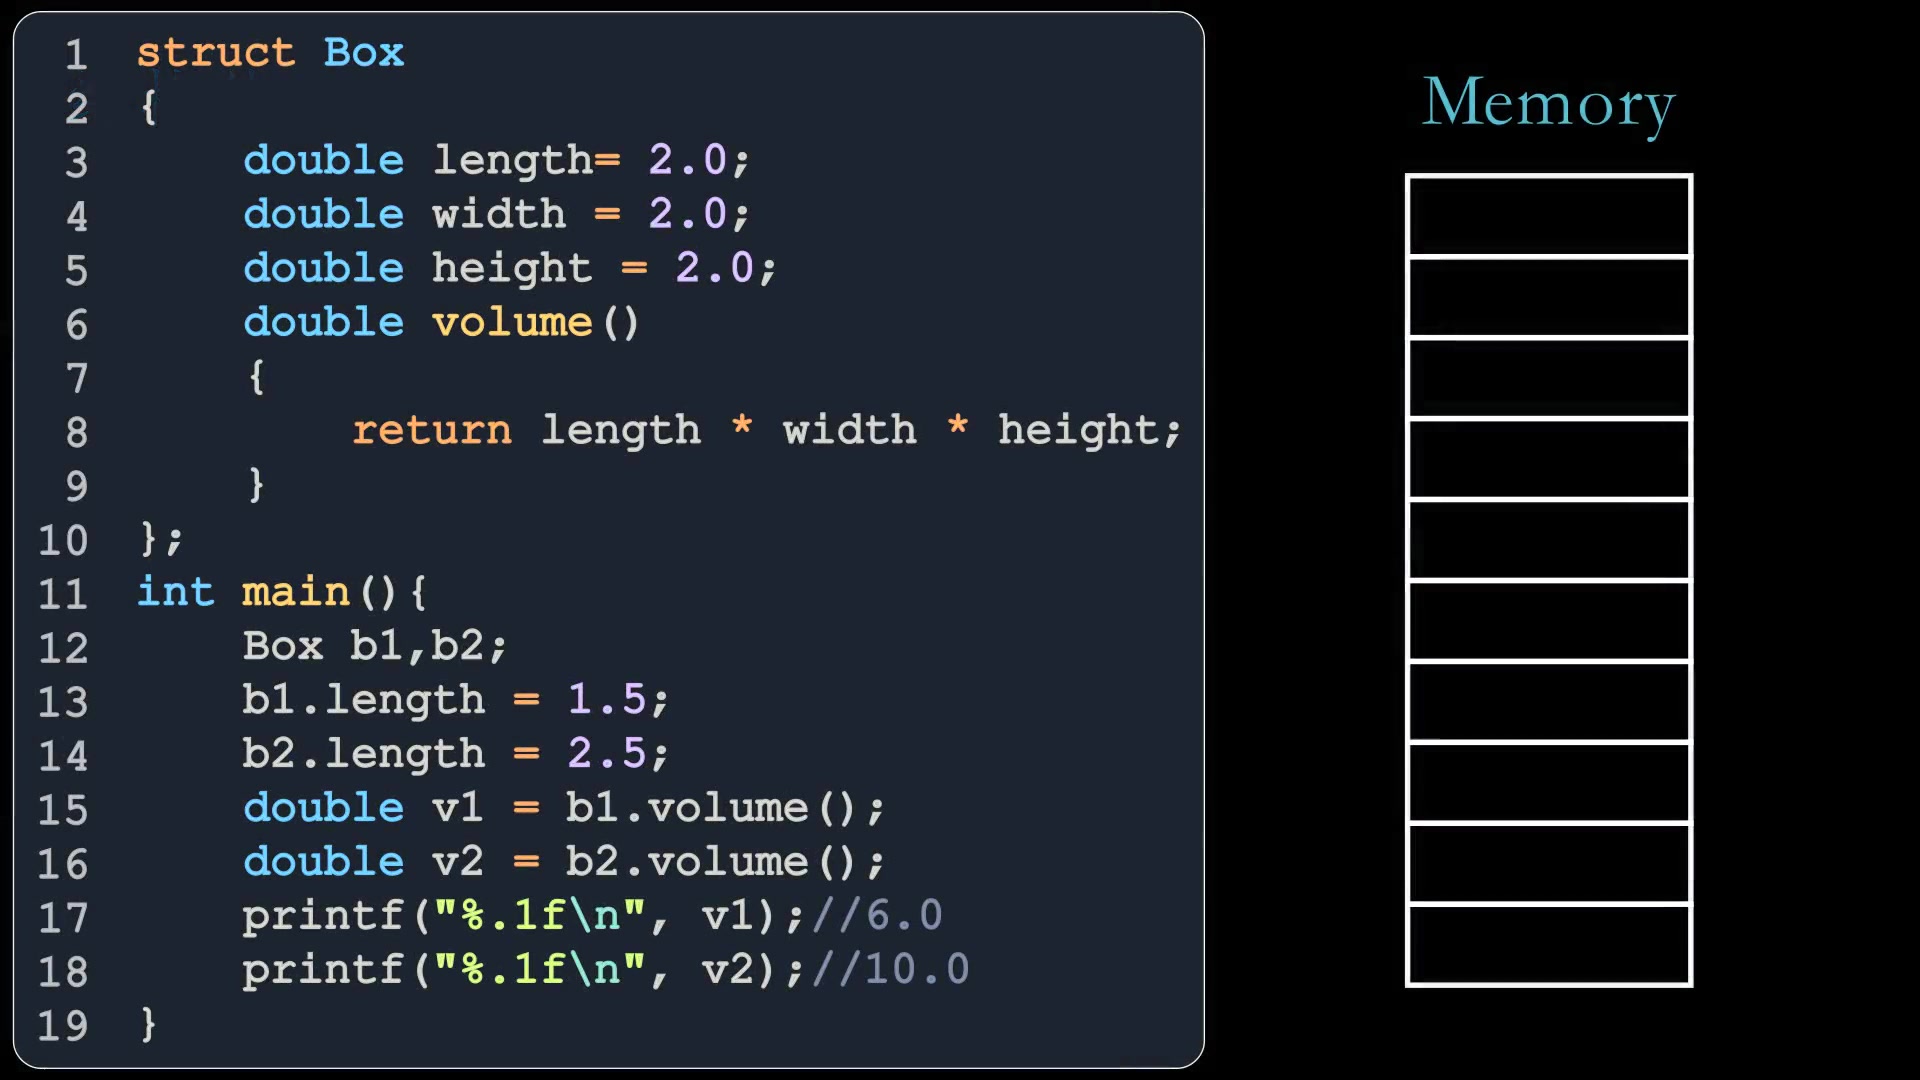 1 struct Box
2 {
3     double length= 2.0;
4     double width = 2.0;
5     double height = 2.0;
6     double volume()
7     {
8         return length * width * height;
9     }
10 };
11 int main(){
12     Box b1,b2;
13     b1.length = 1.5;
14     b2.length = 2.5;
15     double v1 = b1.volume();
16     double v2 = b2.volume();
17     printf("%.1f\n", v1);//6.0
18     printf("%.1f\n", v2);//10.0
19 }
Memory